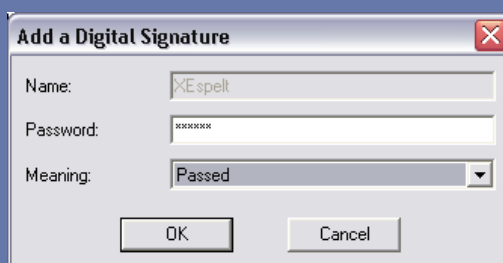 Add a Digital Signature
Name: XEspelt
Password: ××××××
Meaning: Passed
OK Cancel